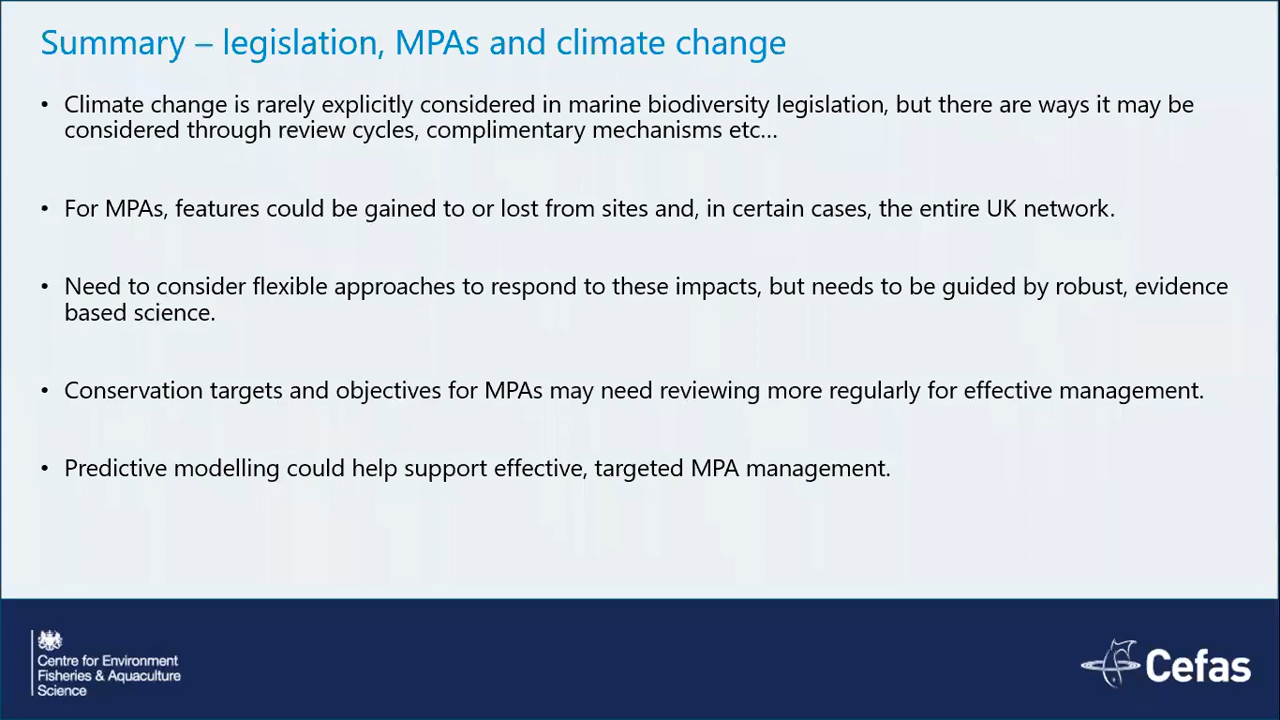 Summary – legislation, MPAs and climate change
• Climate change is rarely explicitly considered in marine biodiversity legislation, but there are ways it may be
considered through review cycles, complimentary mechanisms etc...
• For MPAs, features could be gained to or lost from sites and, in certain cases, the entire UK network.
• Need to consider flexible approaches to respond to these impacts, but needs to be guided by robust, evidence
based science.
• Conservation targets and objectives for MPAs may need reviewing more regularly for effective management.
• Predictive modelling could help support effective, targeted MPA management.
Centre for Environment
Fisheries & Aquaculture
Science
Cefas